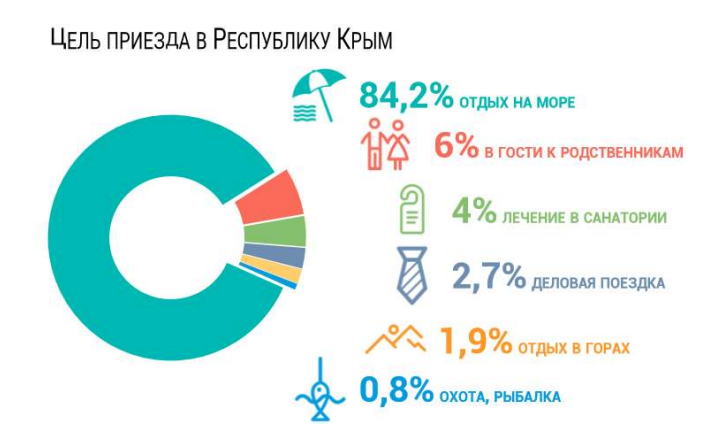 Цель приезда в Республику Крым
84,2% отдых на море
6% в гости к родственникам
4% лечение в санатории
2,7% деловая поездка
1,9% отдых в горах
0,8% охота, рыбалка